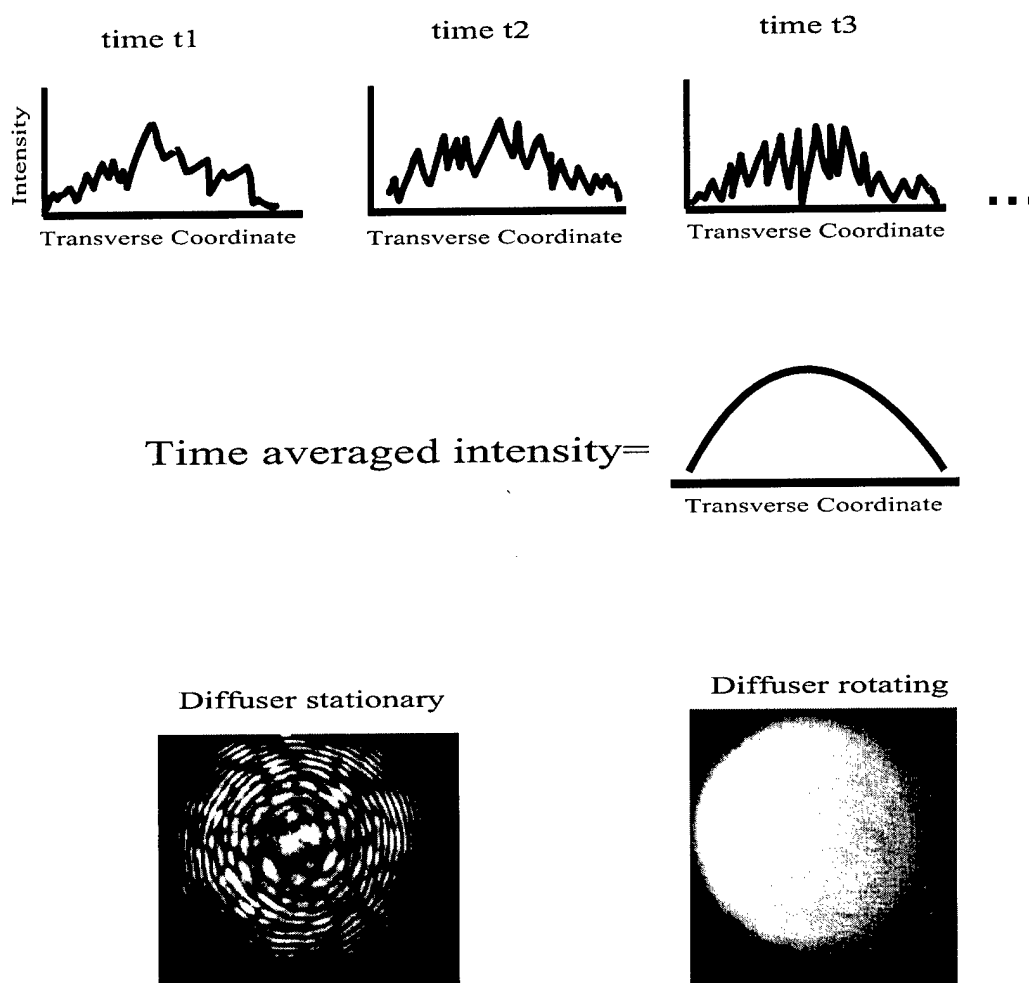 time t1
time t2
time t3
Intensity
Transverse Coordinate
Transverse Coordinate
Transverse Coordinate
...
Time averaged intensity=
Transverse Coordinate
Diffuser stationary
Diffuser rotating